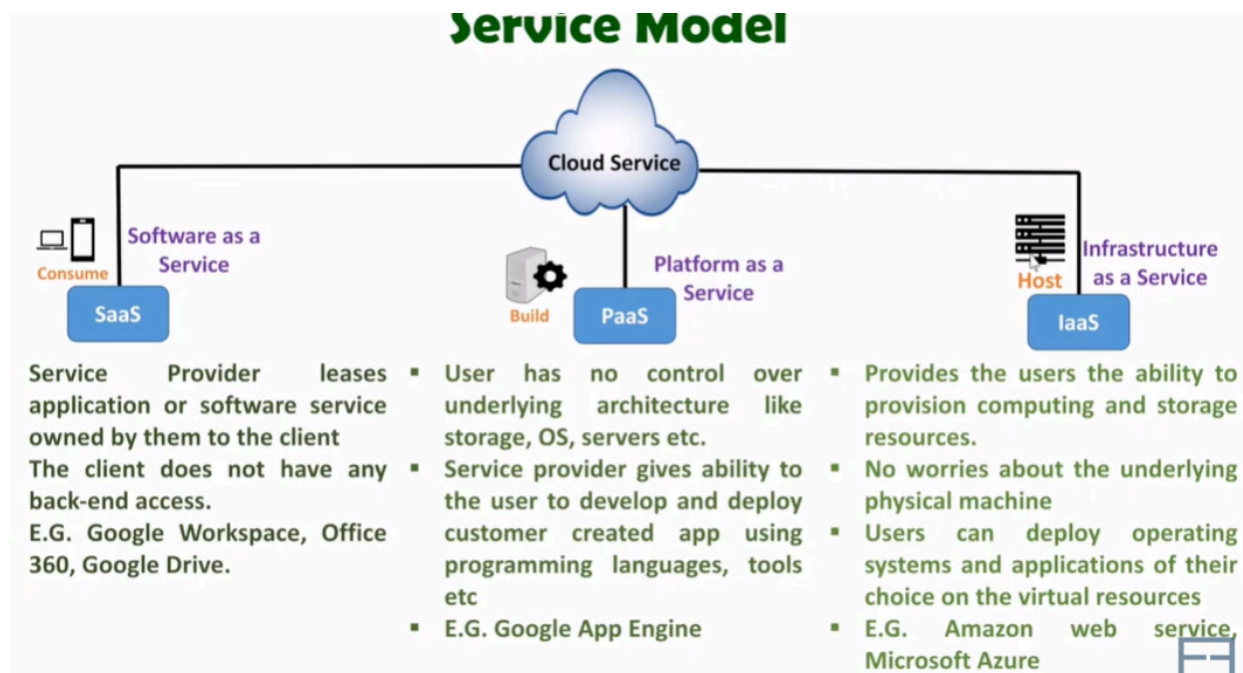 Service Model
Cloud Service
Consume
Software as a
Service
SaaS
Service Provider leases
application or software service
owned by them to the client
The client does not have any
back-end access.
E.G. Google Workspace, Office
360, Google Drive.
Build
Platform as a
Service
PaaS
▪ User has no control over
underlying architecture like
storage, OS, servers etc.
▪ Service provider gives ability to
the user to develop and deploy
customer created app using
programming languages, tools
etc
▪ E.G. Google App Engine
Host
Infrastructure
as a Service
IaaS
▪ Provides the users the ability to
provision computing and storage
resources.
▪ No worries about the underlying
physical machine
▪ Users can deploy operating
systems and applications of their
choice on the virtual resources
▪ E.G. Amazon web service,
Microsoft Azure